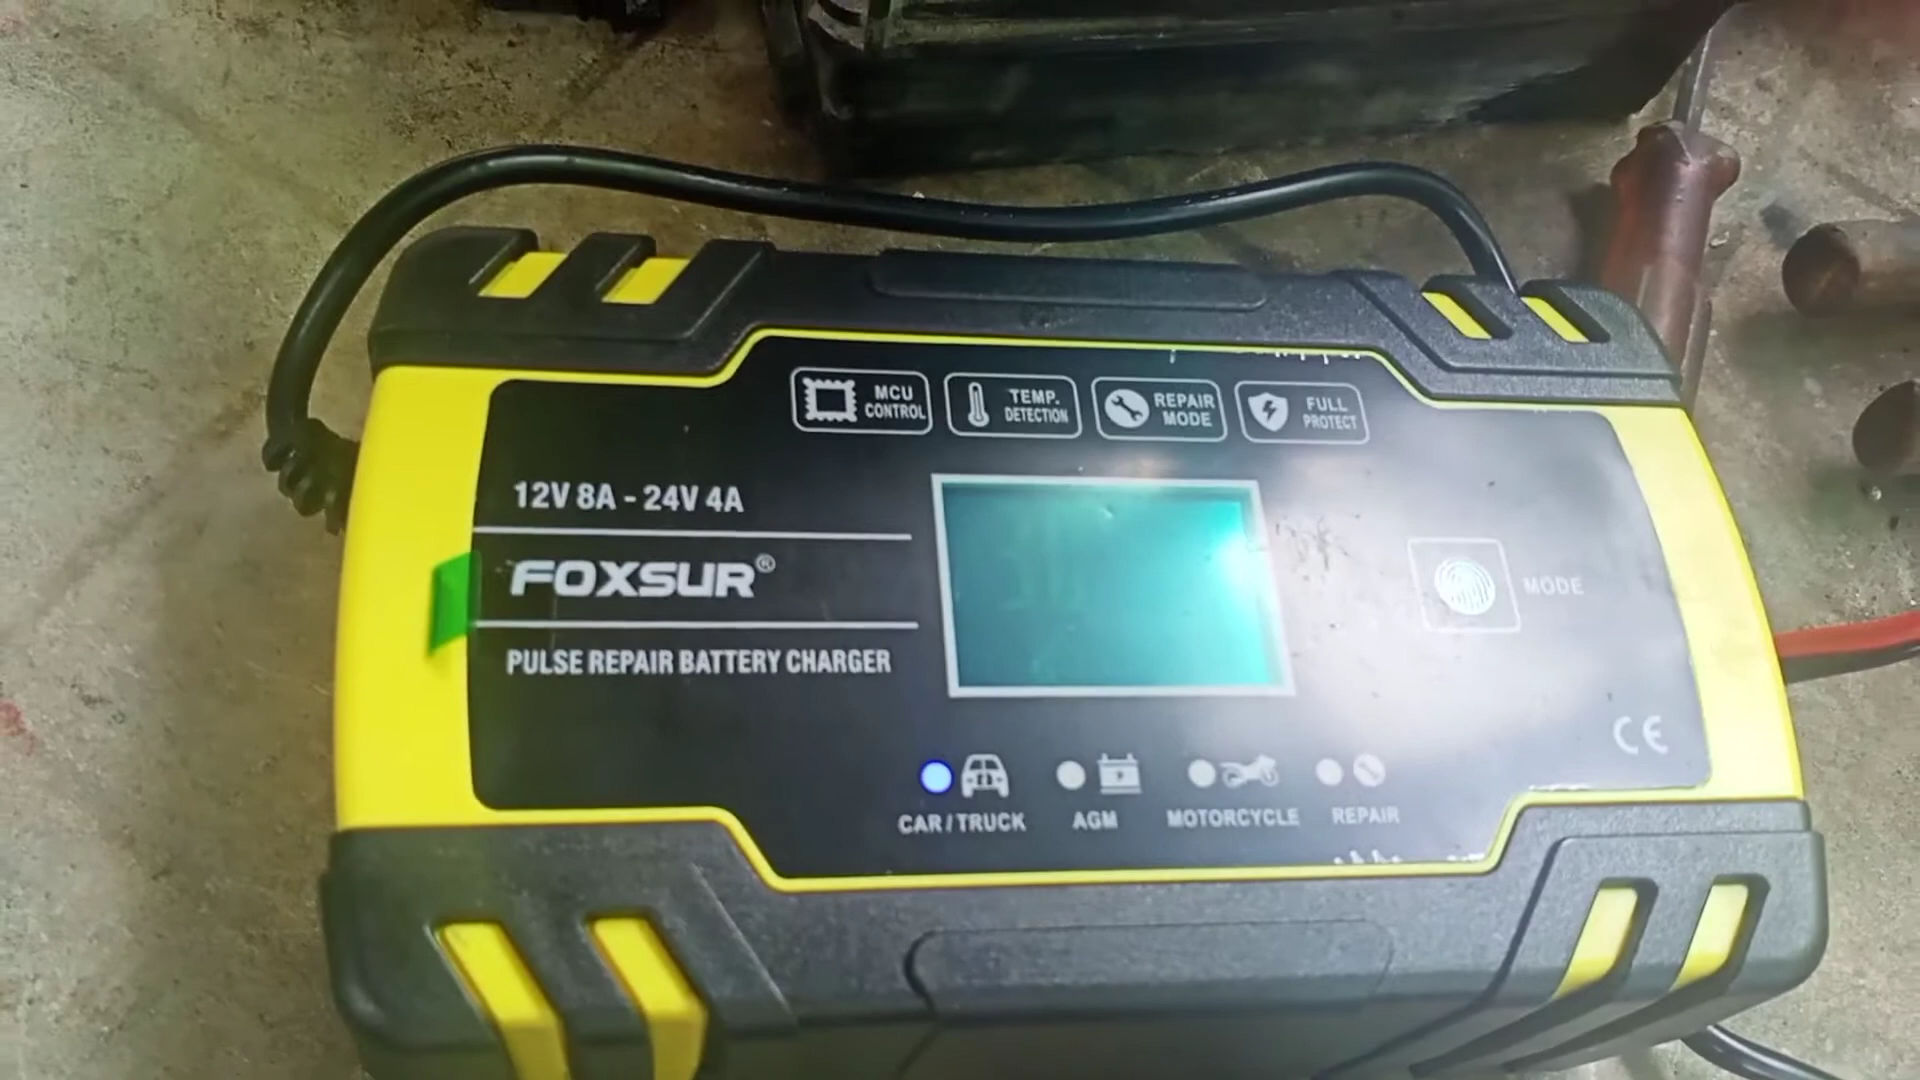 MCU CONTROL
TEMP. DETECTION
REPAIR MODE
FULL PROTECT
12V 8A - 24V 4A
FOXSUR®
PULSE REPAIR BATTERY CHARGER
MODE
CE
CAR / TRUCK
AGM
MOTORCYCLE
REPAIR